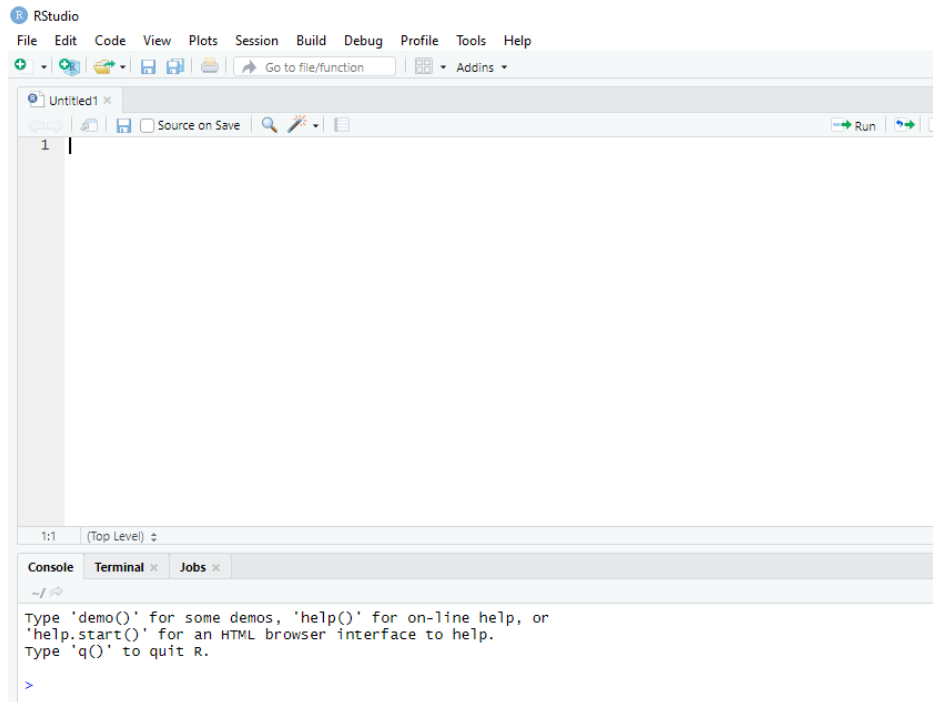 RStudio
File Edit Code View Plots Session Build Debug Profile Tools Help
Go to file/function Addins
Untitled1
Source on Save Run
1
1:1 (Top Level)
Console Terminal Jobs
~/
Type 'demo()' for some demos, 'help()' for on-line help, or
'help.start()' for an HTML browser interface to help.
Type 'q()' to quit R.
>